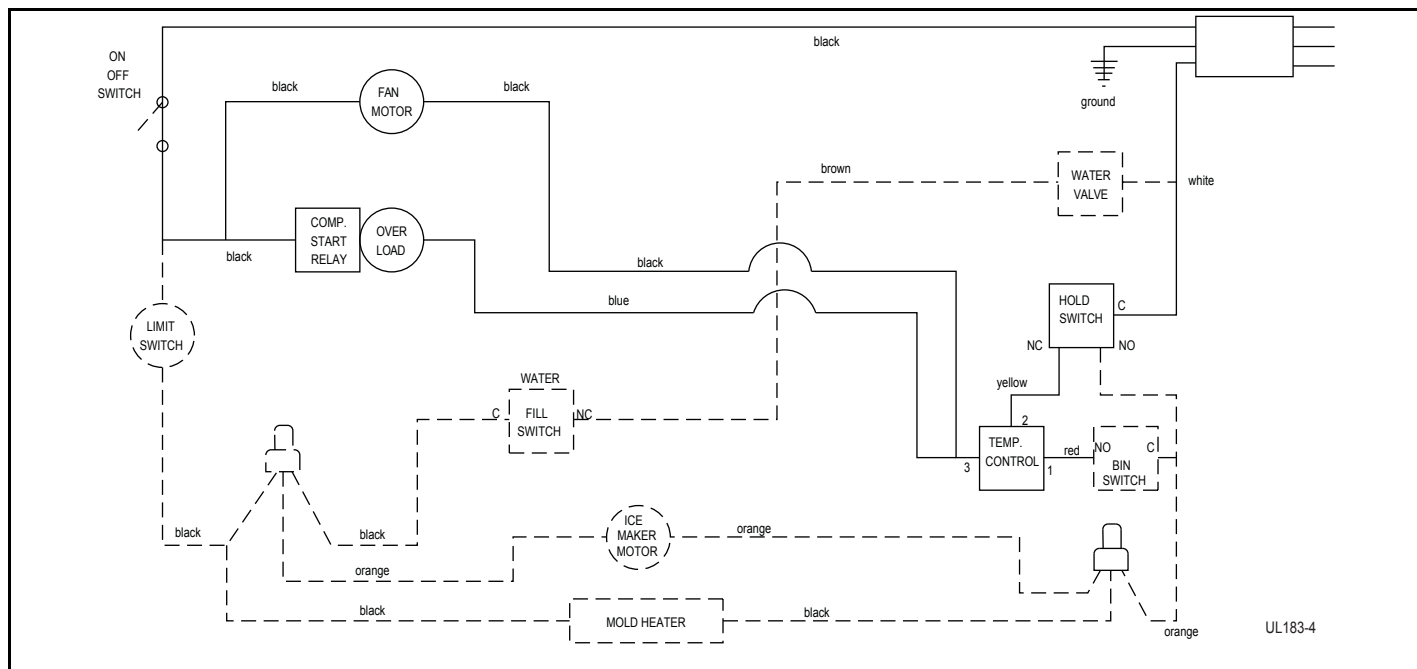 black
ON
OFF
SWITCH
black
FAN
MOTOR
black
ground
brown
WATER
VALVE
white
COMP.
START
RELAY
OVER
LOAD
black
black
blue
HOLD
SWITCH
C
NC
NO
LIMIT
SWITCH
yellow
WATER
C
FILL
SWITCH
NC
2
TEMP.
CONTROL
3
1
red
NO
C
BIN
SWITCH
black
black
orange
ICE
MAKER
MOTOR
orange
black
MOLD HEATER
black
orange
UL183-4